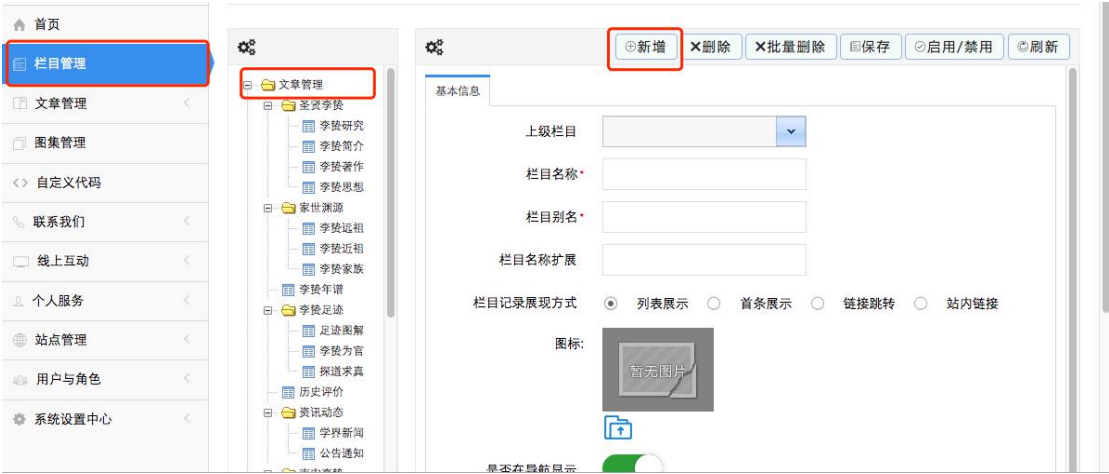 首页
栏目管理
文章管理
图集管理
自定义代码
联系我们
线上互动
个人服务
站点管理
用户与角色
系统设置中心
文章管理
圣贤李贽
李贽研究
李贽简介
李贽著作
李贽思想
家世渊源
李贽远祖
李贽近祖
李贽家族
李贽年谱
李贽足迹
足迹图解
李贽为官
探道求真
历史评价
资讯动态
学界新闻
公告通知
新增 删除 批量删除 保存 启用/禁用 刷新
基本信息
上级栏目
栏目名称*
栏目别名*
栏目名称扩展
栏目记录展现方式 列表展示 首条展示 链接跳转 站内链接
图标:
暂无图片
是否在导航显示